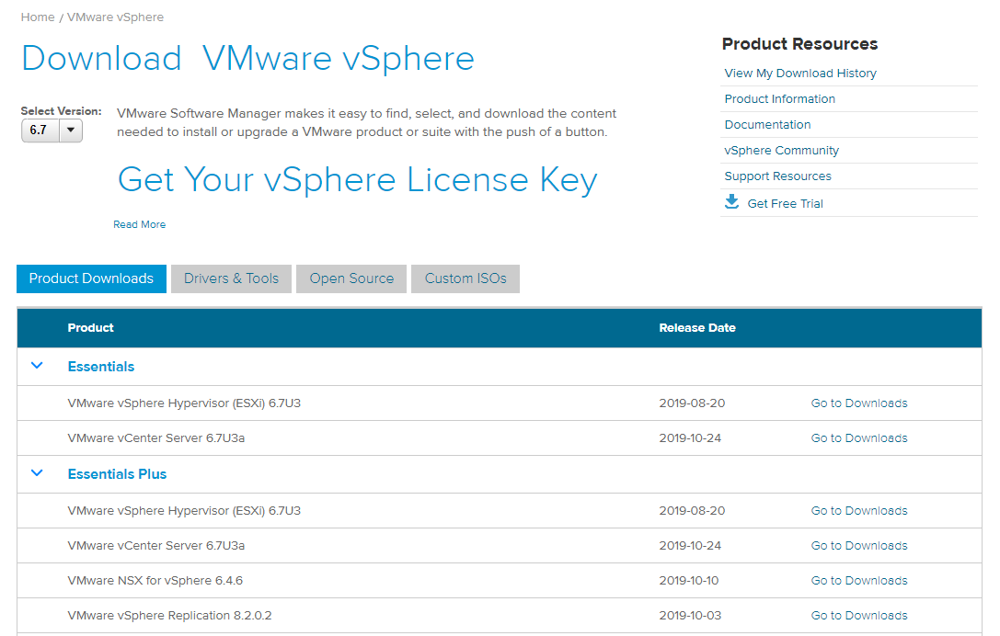 Home / VMware vSphere
Download VMware vSphere
Select Version:
6.7
VMware Software Manager makes it easy to find, select, and download the content
needed to install or upgrade a VMware product or suite with the push of a button.
Get Your vSphere License Key
Read More
Product Resources
View My Download History
Product Information
Documentation
vSphere Community
Support Resources
Get Free Trial
Product Downloads Drivers & Tools Open Source Custom ISOs
Product Release Date
Essentials
VMware vSphere Hypervisor (ESXi) 6.7U3 2019-08-20 Go to Downloads
VMware vCenter Server 6.7U3a 2019-10-24 Go to Downloads
Essentials Plus
VMware vSphere Hypervisor (ESXi) 6.7U3 2019-08-20 Go to Downloads
VMware vCenter Server 6.7U3a 2019-10-24 Go to Downloads
VMware NSX for vSphere 6.4.6 2019-10-10 Go to Downloads
VMware vSphere Replication 8.2.0.2 2019-10-03 Go to Downloads